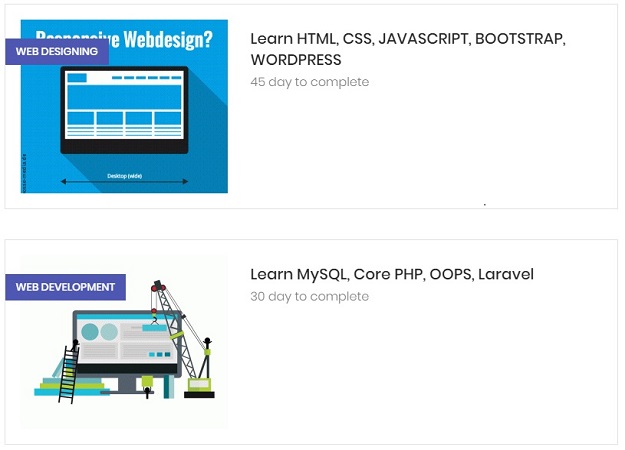 Responsive Webdesign?
WEB DESIGNING
Desktop (wide)
Learn HTML, CSS, JAVASCRIPT, BOOTSTRAP,
WORDPRESS
45 day to complete
WEB DEVELOPMENT
Learn MySQL, Core PHP, OOPS, Laravel
30 day to complete